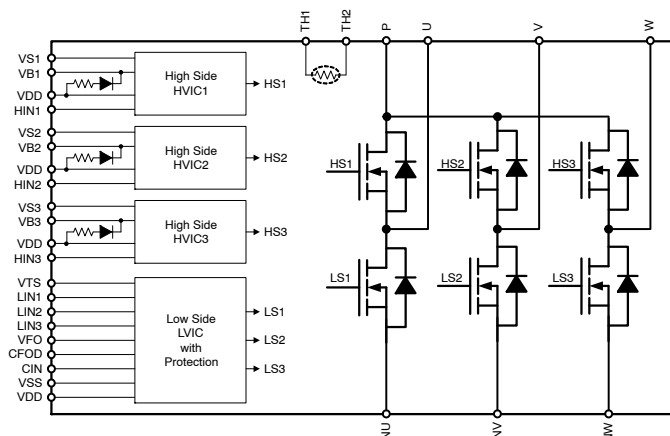 TH1
TH2
P
U
V
W
VS1
VB1
VDD
HIN1
High Side
HVIC1
HS1
VS2
VB2
VDD
HIN2
High Side
HVIC2
HS2
VS3
VB3
VDD
HIN3
High Side
HVIC3
HS3
VTS
LIN1
LIN2
LIN3
VFO
CFOD
CIN
VSS
VDD
Low Side
LVIC
with
Protection
LS1
LS2
LS3
HS1
HS2
HS3
LS1
LS2
LS3
NU
NV
NW